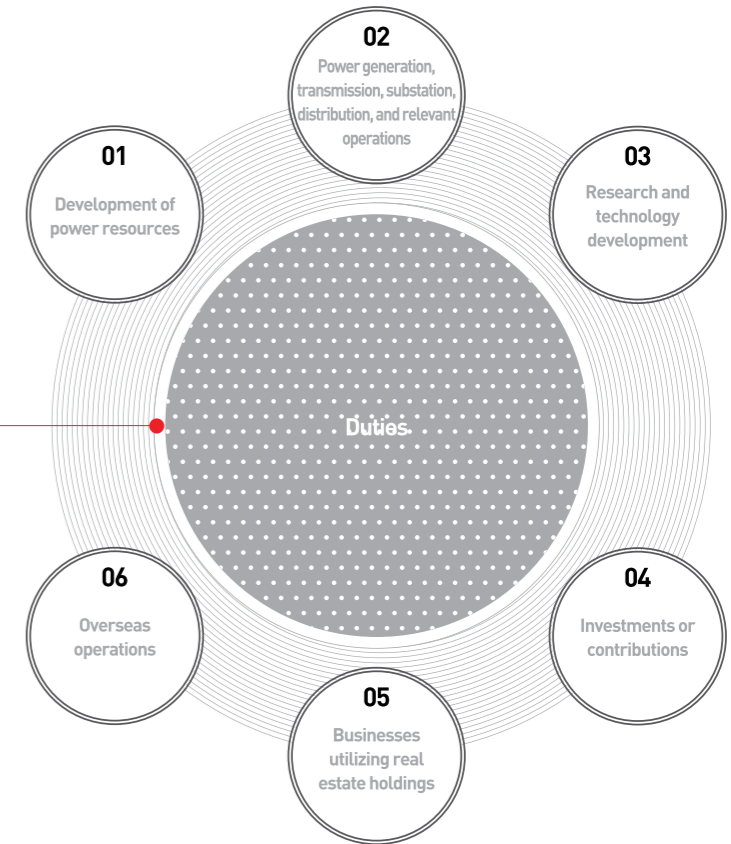 01
Development of
power resources
02
Power generation,
transmission, substation,
distribution, and relevant
operations
03
Research and
technology
development
Duties
04
Investments or
contributions
05
Businesses
utilizing real
estate holdings
06
Overseas
operations